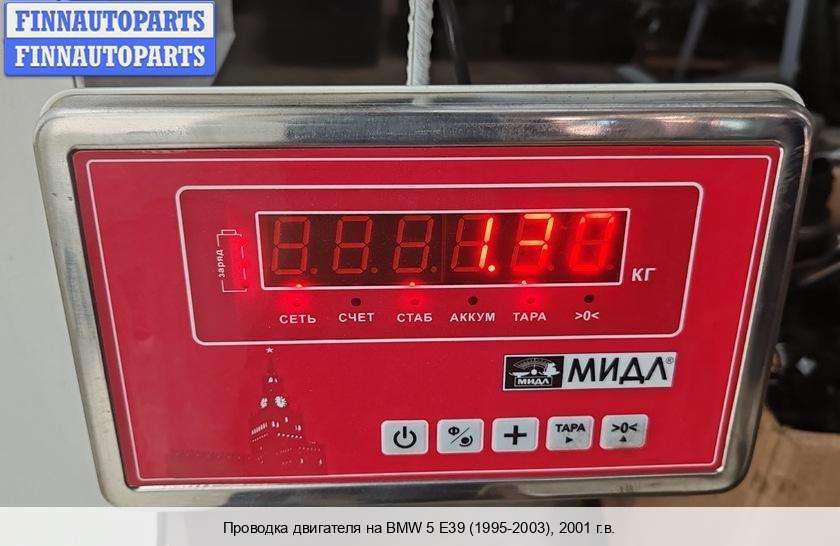 FINNAUTOPARTS
FINNAUTOPARTS
заряд
1.30
КГ
СЕТЬ СЧЕТ СТАБ АККУМ ТАРА >0<
МИДЛ МИДЛ®
Ф/ + ТАРА >0<
Проводка двигателя на BMW 5 E39 (1995-2003), 2001 г.в.